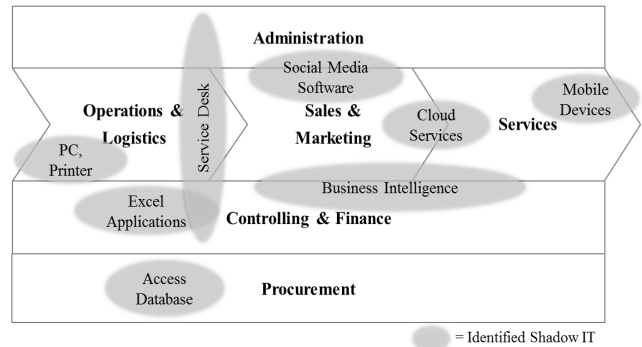 Administration
Social Media
Software
Mobile
Devices
Operations &
Logistics
Service Desk
Sales &
Marketing
Cloud
Services
Services
PC,
Printer
Business Intelligence
Excel
Applications
Controlling & Finance
Access
Database
Procurement
= Identified Shadow IT